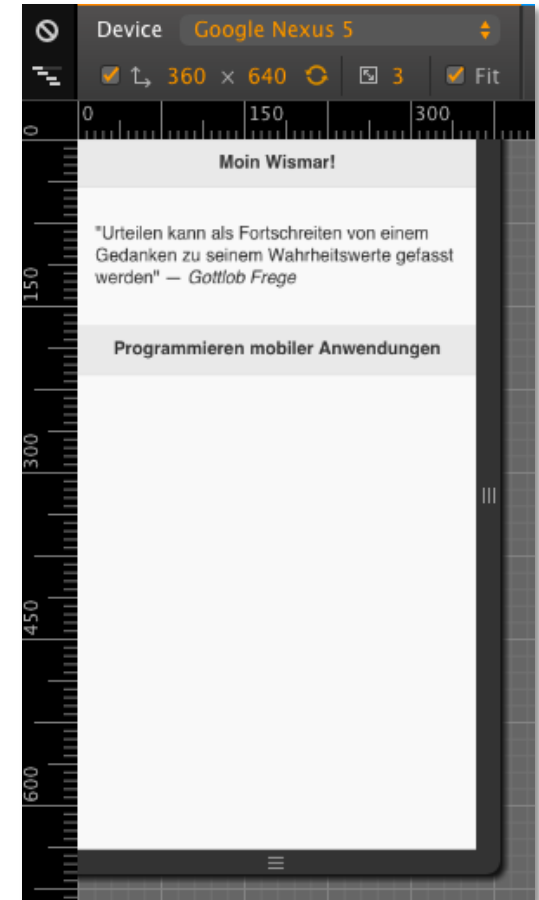 Device Google Nexus 5
360 × 640 3 Fit
0 150 300
0
150
300
450
600
Moin Wismar!
"Urteilen kann als Fortschreiten von einem
Gedanken zu seinem Wahrheitswerte gefasst
werden" — Gottlob Frege
Programmieren mobiler Anwendungen